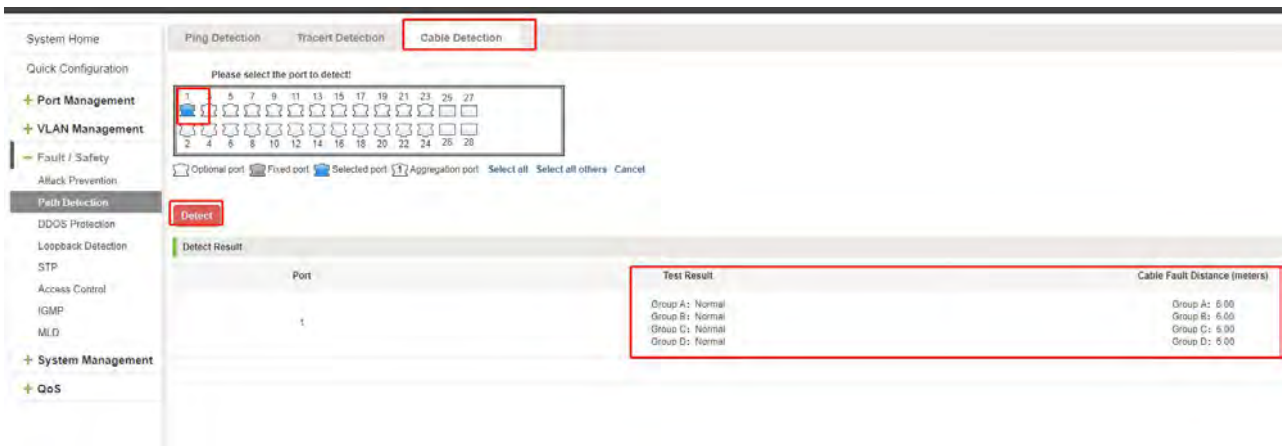 System Home
Quick Configuration
+ Port Management
+ VLAN Management
− Fault / Safety
Attack Prevention
Path Detection
DDOS Protection
Loopback Detection
STP
Access Control
IGMP
MLD
+ System Management
+ QoS
Ping Detection Tracert Detection Cable Detection
Please select the port to detect!
1 5 7 9 11 13 15 17 19 21 23 25 27
2 4 6 8 10 12 14 16 18 20 22 24 26 28
Optional port Fixed port Selected port 1 Aggregation port Select all Select all others Cancel
Detect
Detect Result
Port Test Result Cable Fault Distance (meters)
1
Group A: Normal Group A: 6.00
Group B: Normal Group B: 6.00
Group C: Normal Group C: 6.00
Group D: Normal Group D: 6.00